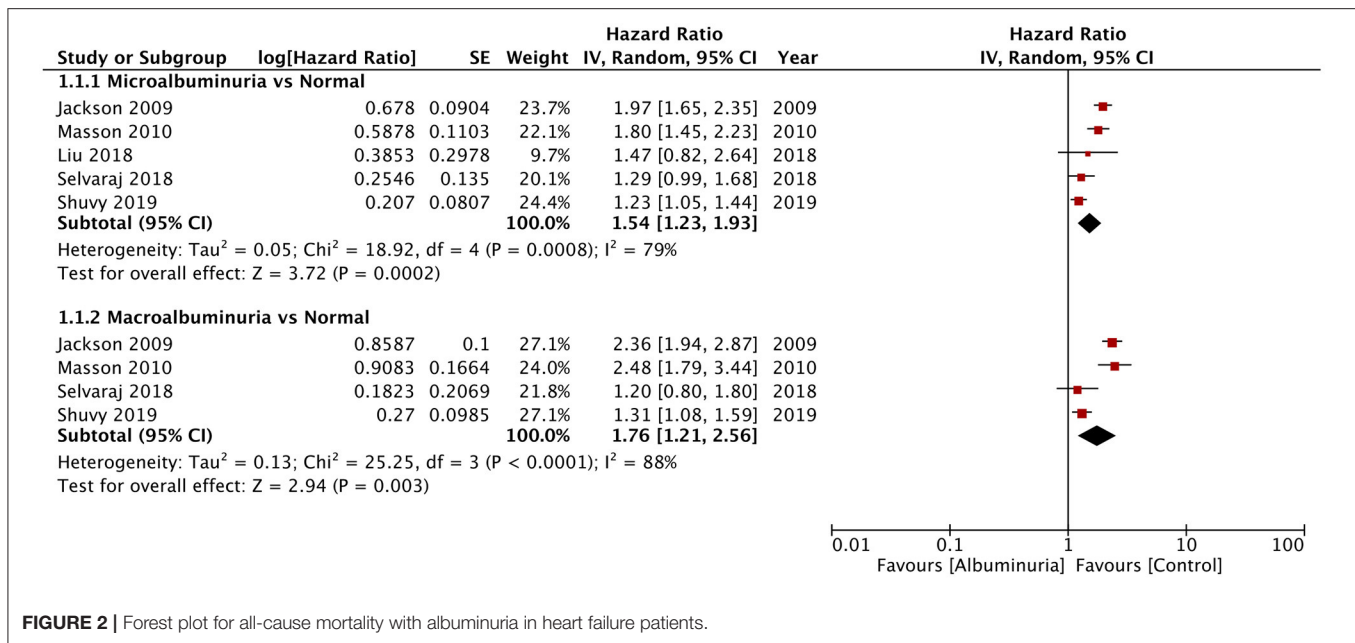 Hazard Ratio Hazard Ratio
Study or Subgroup log[Hazard Ratio] SE Weight IV, Random, 95% CI Year IV, Random, 95% CI
1.1.1 Microalbuminuria vs Normal
Jackson 2009 0.678 0.0904 23.7% 1.97 [1.65, 2.35] 2009
Masson 2010 0.5878 0.1103 22.1% 1.80 [1.45, 2.23] 2010
Liu 2018 0.3853 0.2978 9.7% 1.47 [0.82, 2.64] 2018
Selvaraj 2018 0.2546 0.135 20.1% 1.29 [0.99, 1.68] 2018
Shuvy 2019 0.207 0.0807 24.4% 1.23 [1.05, 1.44] 2019
Subtotal (95% CI) 100.0% 1.54 [1.23, 1.93]
Heterogeneity: Tau² = 0.05; Chi² = 18.92, df = 4 (P = 0.0008); I² = 79%
Test for overall effect: Z = 3.72 (P = 0.0002)
1.1.2 Macroalbuminuria vs Normal
Jackson 2009 0.8587 0.1 27.1% 2.36 [1.94, 2.87] 2009
Masson 2010 0.9083 0.1664 24.0% 2.48 [1.79, 3.44] 2010
Selvaraj 2018 0.1823 0.2069 21.8% 1.20 [0.80, 1.80] 2018
Shuvy 2019 0.27 0.0985 27.1% 1.31 [1.08, 1.59] 2019
Subtotal (95% CI) 100.0% 1.76 [1.21, 2.56]
Heterogeneity: Tau² = 0.13; Chi² = 25.25, df = 3 (P < 0.0001); I² = 88%
Test for overall effect: Z = 2.94 (P = 0.003)
0.01 0.1 1 10 100
Favours [Albuminuria] Favours [Control]
FIGURE 2 | Forest plot for all-cause mortality with albuminuria in heart failure patients.